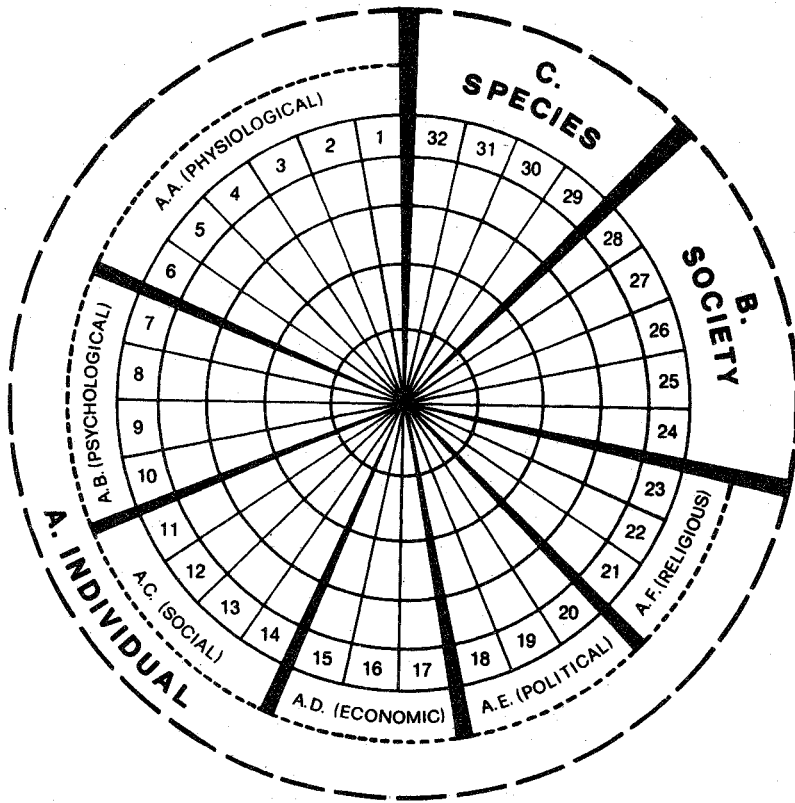 C.
SPECIES
B.
SOCIETY
A. INDIVIDUAL
A.A. (PHYSIOLOGICAL)
A.B. (PSYCHOLOGICAL)
A.C. (SOCIAL)
A.D. (ECONOMIC)
A.E. (POLITICAL)
A.F. (RELIGIOUS)
1
2
3
4
5
6
7
8
9
10
11
12
13
14
15
16
17
18
19
20
21
22
23
24
25
26
27
28
29
30
31
32